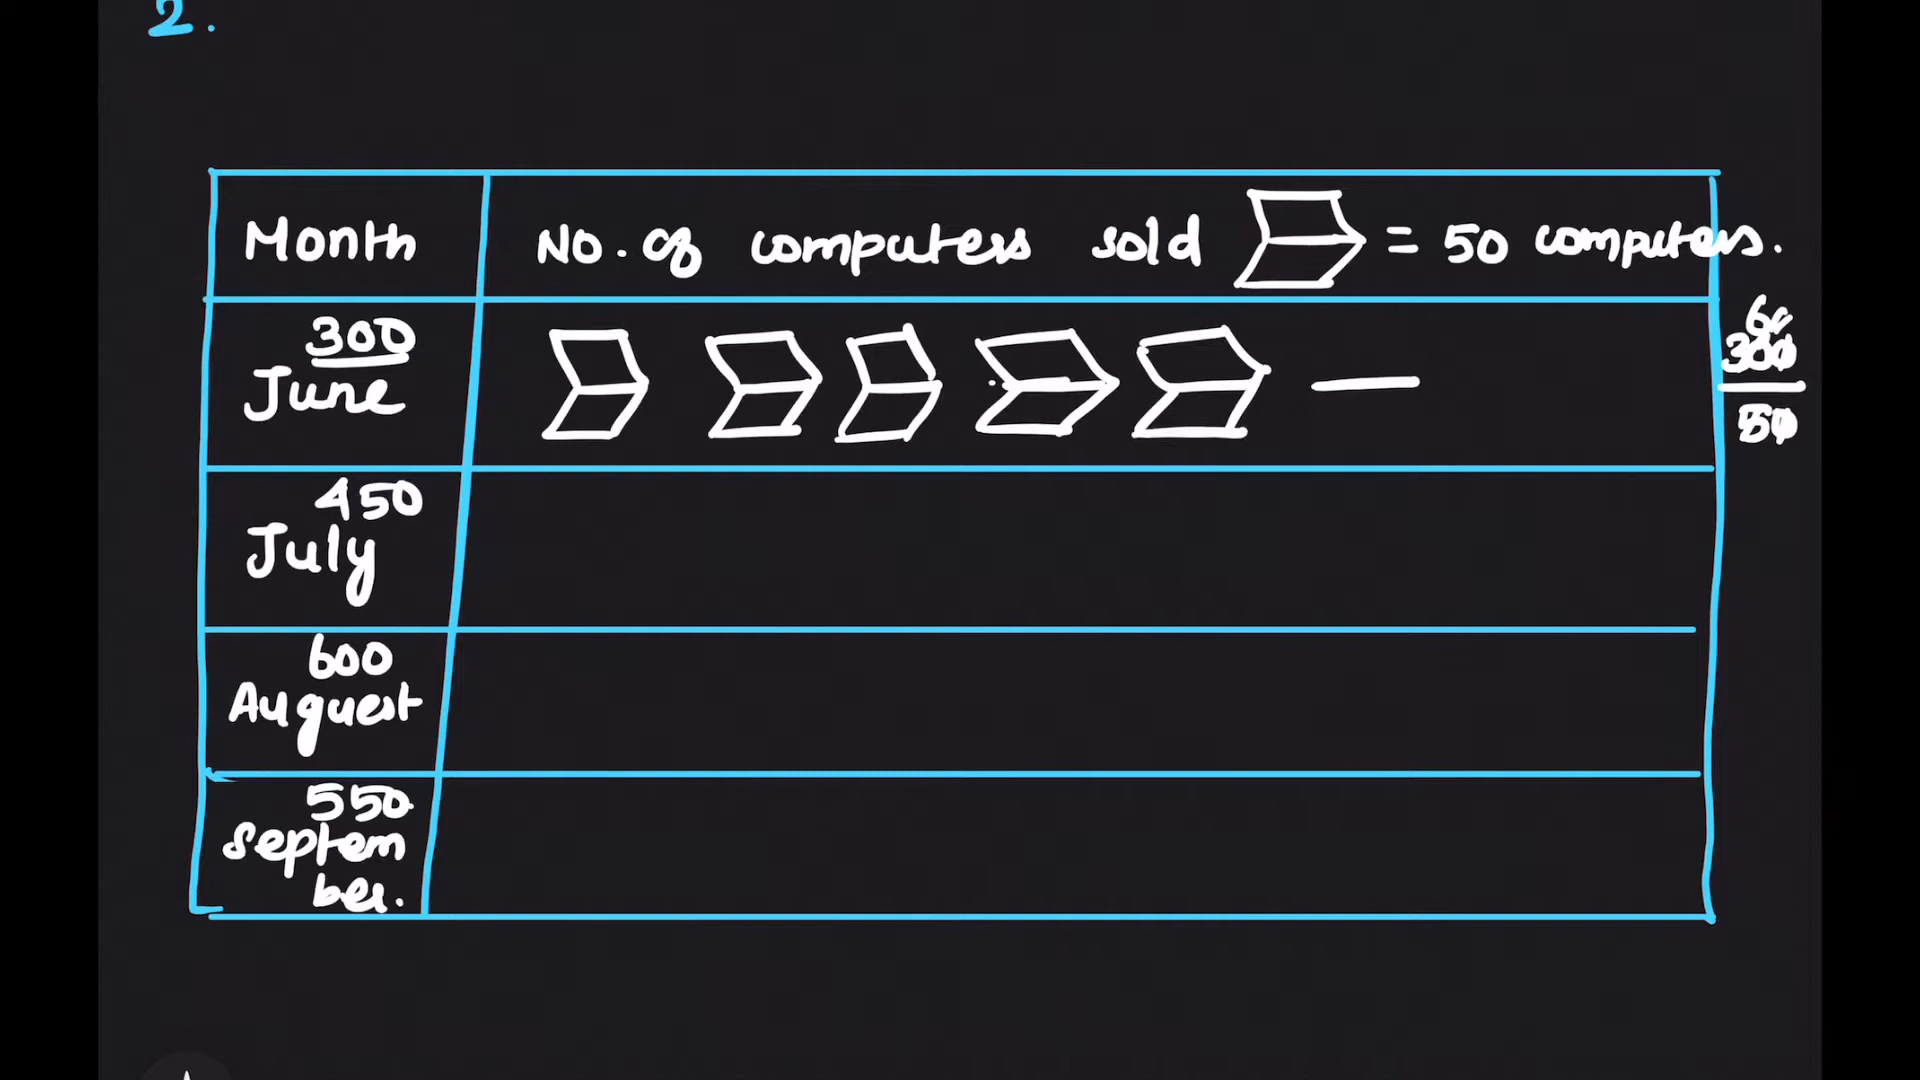 2.
Month
No. of computers sold = 50 computers.
300
June
6
300
50
450
July
600
August
550.
Septem
ber.